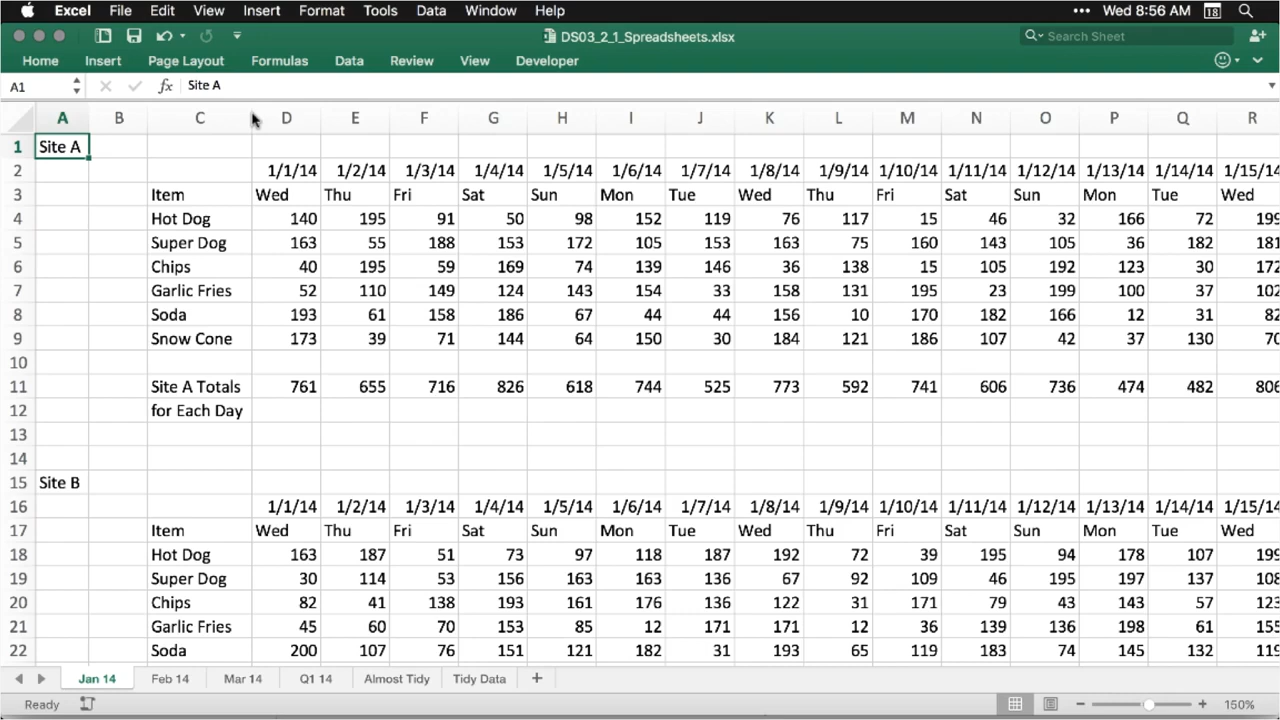 Excel File Edit View Insert Format Tools Data Window Help ••• Wed 8:56 AM 18
DS03_2_1_Spreadsheets.xlsx Search Sheet
Home Insert Page Layout Formulas Data Review View Developer
A1 fx Site A
A B C D E F G H I J K L M N O P Q R
1 Site A
2 1/1/14 1/2/14 1/3/14 1/4/14 1/5/14 1/6/14 1/7/14 1/8/14 1/9/14 1/10/14 1/11/14 1/12/14 1/13/14 1/14/14 1/15/14
3 Item Wed Thu Fri Sat Sun Mon Tue Wed Thu Fri Sat Sun Mon Tue Wed
4 Hot Dog 140 195 91 50 98 152 119 76 117 15 46 32 166 72
5 Super Dog 163 55 188 153 172 105 153 163 75 160 143 105 36 182
6 Chips 40 195 59 169 74 139 146 36 138 15 105 192 123 30
7 Garlic Fries 52 110 149 124 143 154 33 158 131 195 23 199 100 37
8 Soda 193 61 158 186 67 44 44 156 10 170 182 166 12 31 82
9 Snow Cone 173 39 71 144 64 150 30 184 121 186 107 42 37 130 70
10
11 Site A Totals 761 655 716 826 618 744 525 773 592 741 606 736 474 482
12 for Each Day
13
14
15 Site B
16 1/1/14 1/2/14 1/3/14 1/4/14 1/5/14 1/6/14 1/7/14 1/8/14 1/9/14 1/10/14 1/11/14 1/12/14 1/13/14 1/14/14 1/15/14
17 Item Wed Thu Fri Sat Sun Mon Tue Wed Thu Fri Sat Sun Mon Tue Wed
18 Hot Dog 163 187 51 73 97 118 187 192 72 39 195 94 178 107
19 Super Dog 30 114 53 156 163 163 136 67 92 109 46 195 197 137
20 Chips 82 41 138 193 161 176 136 122 31 171 79 43 143 57
21 Garlic Fries 45 60 70 153 85 12 171 171 12 36 139 136 198 61
22 Soda 200 107 76 151 121 182 31 193 65 119 183 74 145 132
Jan 14 Feb 14 Mar 14 Q1 14 Almost Tidy Tidy Data +
Ready 150%